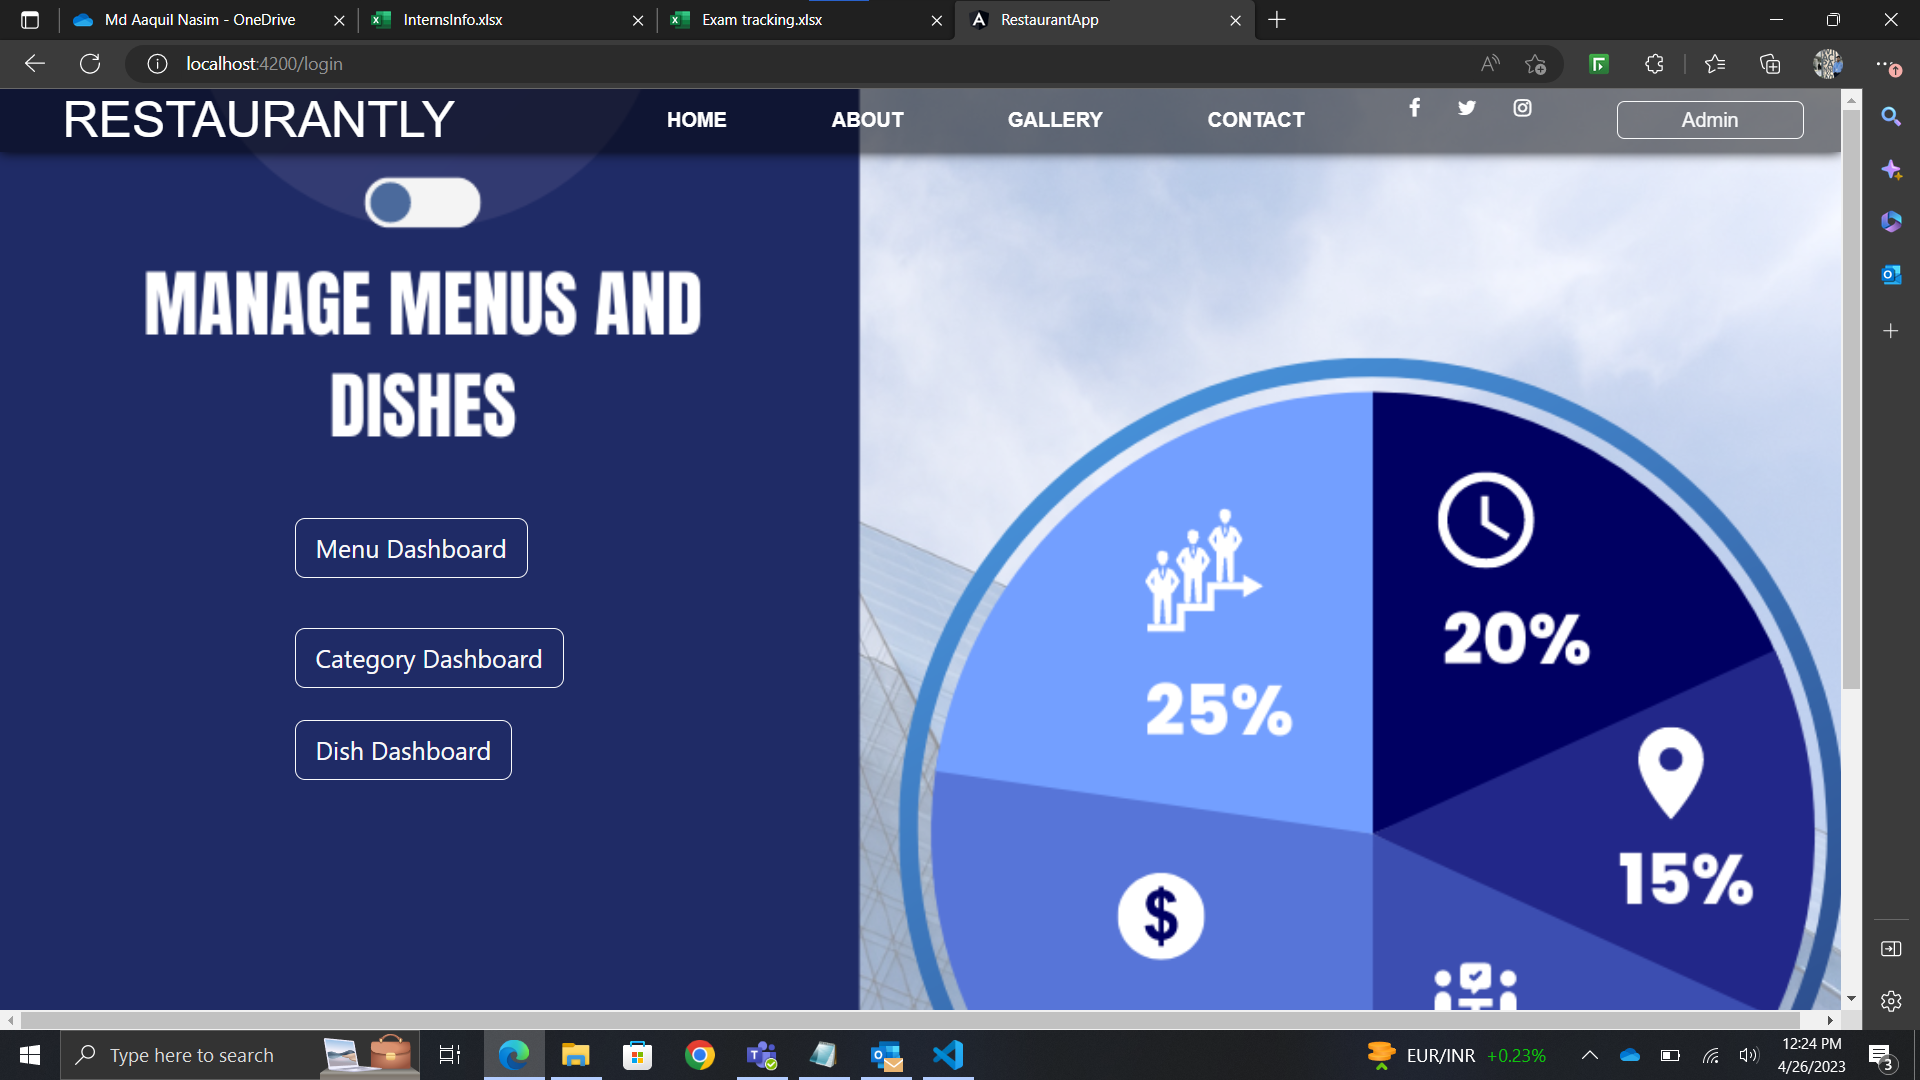 Md Aaquil Nasim - OneDrive
InternsInfo.xlsx
Exam tracking.xlsx
RestaurantApp
localhost:4200/login
RESTAURANTLY
HOME
ABOUT
GALLERY
CONTACT
Admin
MANAGE MENUS AND
DISHES
Menu Dashboard
Category Dashboard
Dish Dashboard
20%
25%
15%
$
Type here to search
EUR/INR +0.23%
12:24 PM
4/26/2023
3